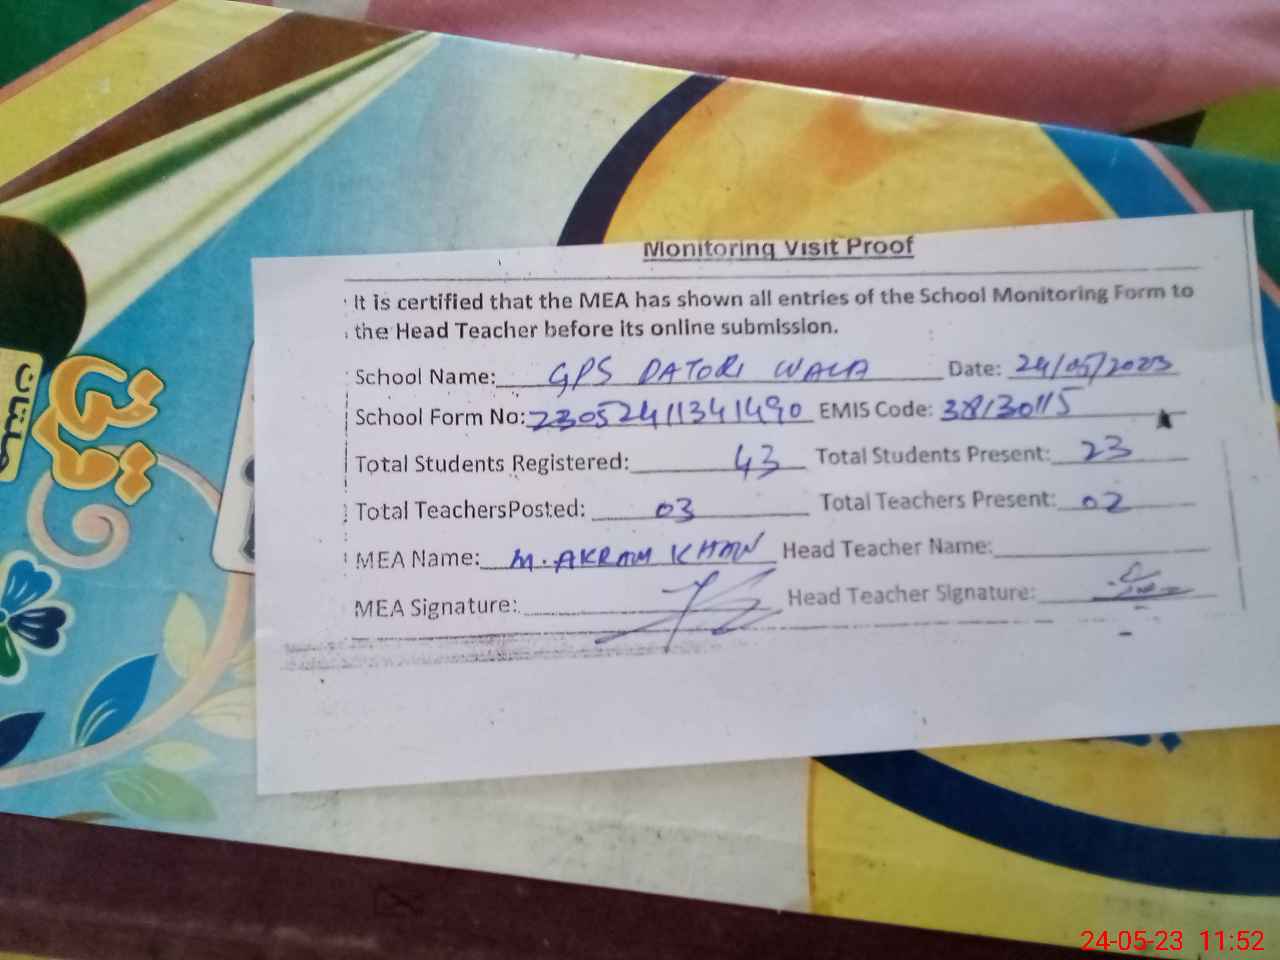 Monitoring Visit Proof
It is certified that the MEA has shown all entries of the School Monitoring Form to
the Head Teacher before its online submission.
School Name: GPS DATORI WALA Date: 24/05/2023
School Form No: 23052411341490 EMIS Code: 38130115
Total Students Registered: 43 Total Students Present: 23
Total TeachersPosted: 03 Total Teachers Present: 02
MEA Name: M. AKRAM KHAN Head Teacher Name:
MEA Signature: Head Teacher Signature:
ملتان
24-05-23 11:52